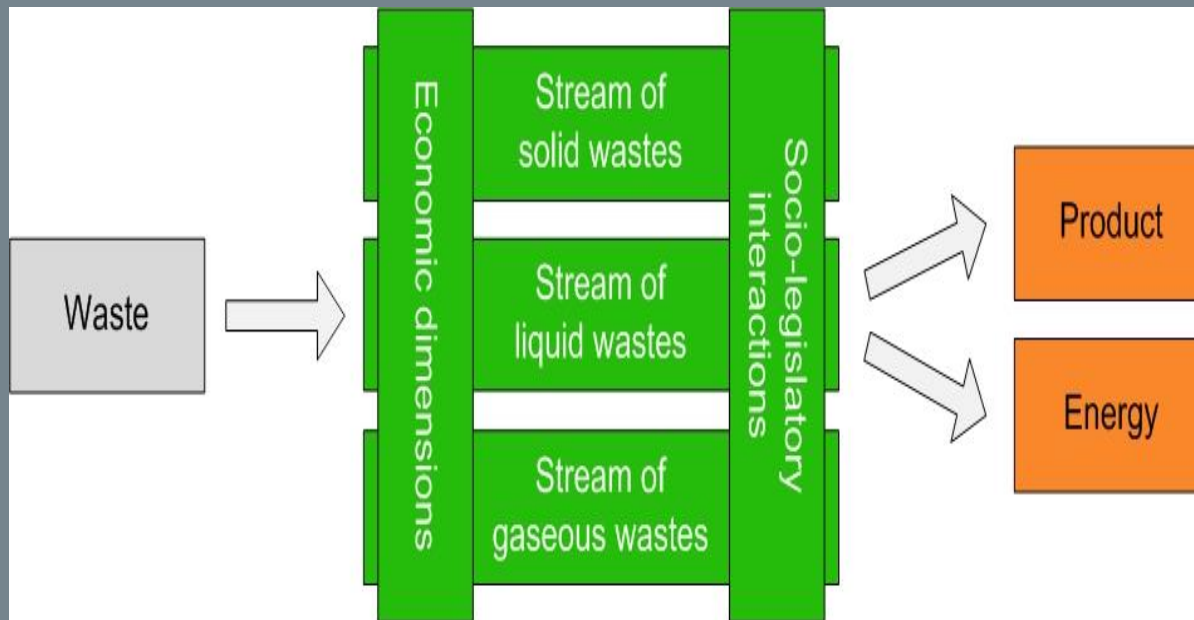 Waste
Economic dimensions
Stream of
solid wastes
Stream of
liquid wastes
Stream of
gaseous wastes
Socio-legislatory
interactions
Product
Energy